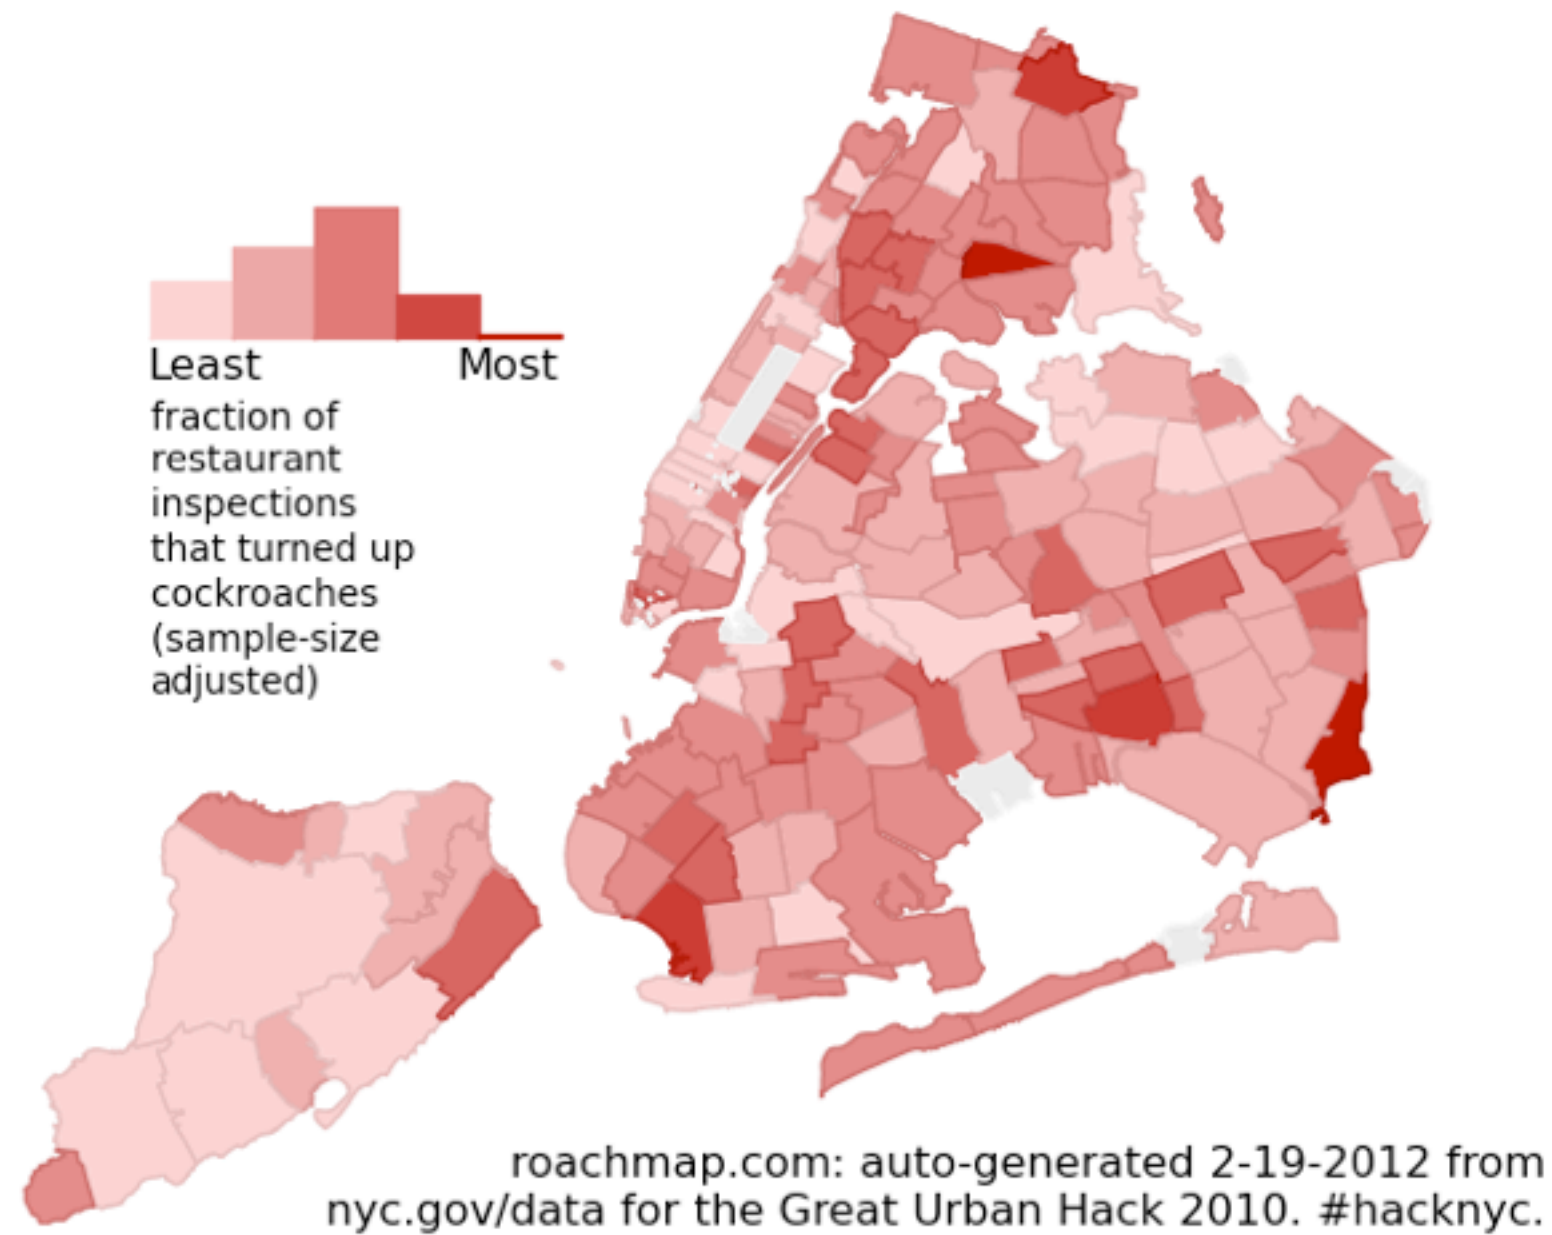 Least Most
fraction of
restaurant
inspections
that turned up
cockroaches
(sample-size
adjusted)
roachmap.com: auto-generated 2-19-2012 from
nyc.gov/data for the Great Urban Hack 2010. #hacknyc.